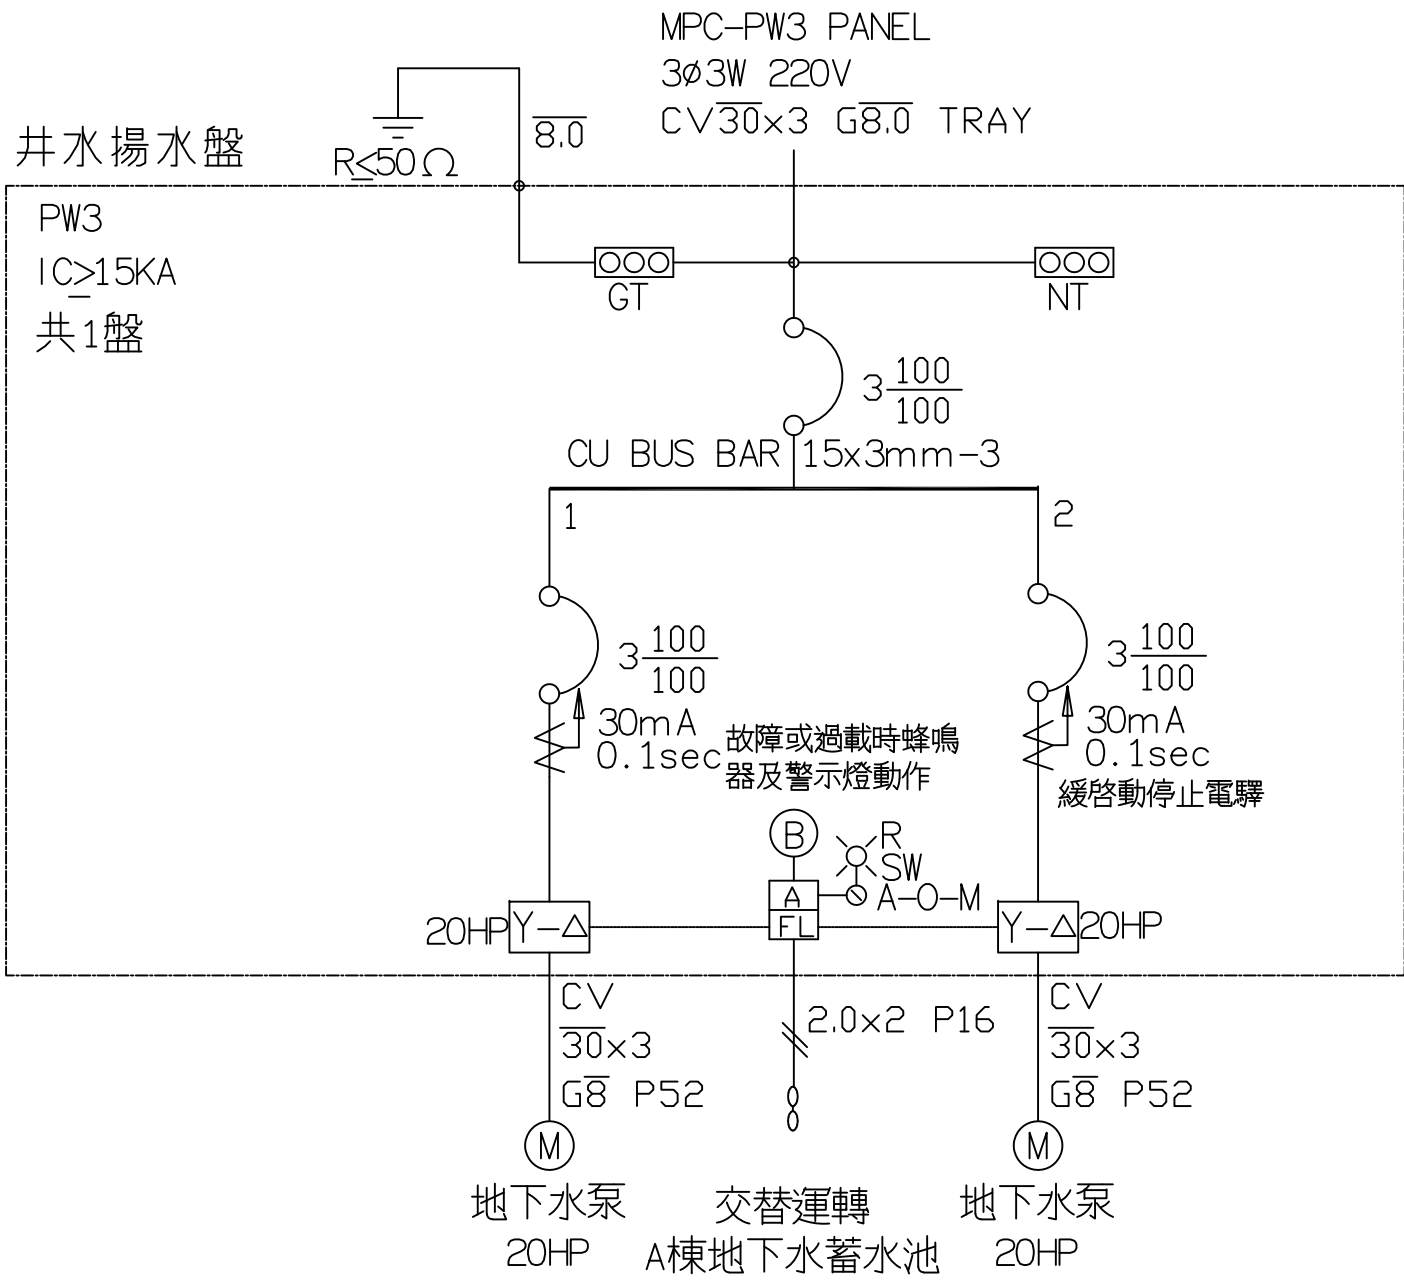 MPC-PW3 PANEL
3ø3W 220V
CV30x3 G8.0 TRAY
8.0
R≤50Ω
井水揚水盤
PW3
IC≥15KA
共1盤
GT
NT
3 100/100
CU BUS BAR 15x3mm-3
1
2
3 100/100
30mA
0.1sec
3 100/100
30mA
0.1sec
故障或過載時蜂鳴
器及警示燈動作
緩啓動停止電驛
B
R
SW
A-O-M
A
FL
20HP
Y-△
Y-△
20HP
CV
30x3
G8 P52
2.0x2 P16
CV
30x3
G8 P52
M
M
地下水泵
20HP
交替運轉
A棟地下水蓄水池
地下水泵
20HP